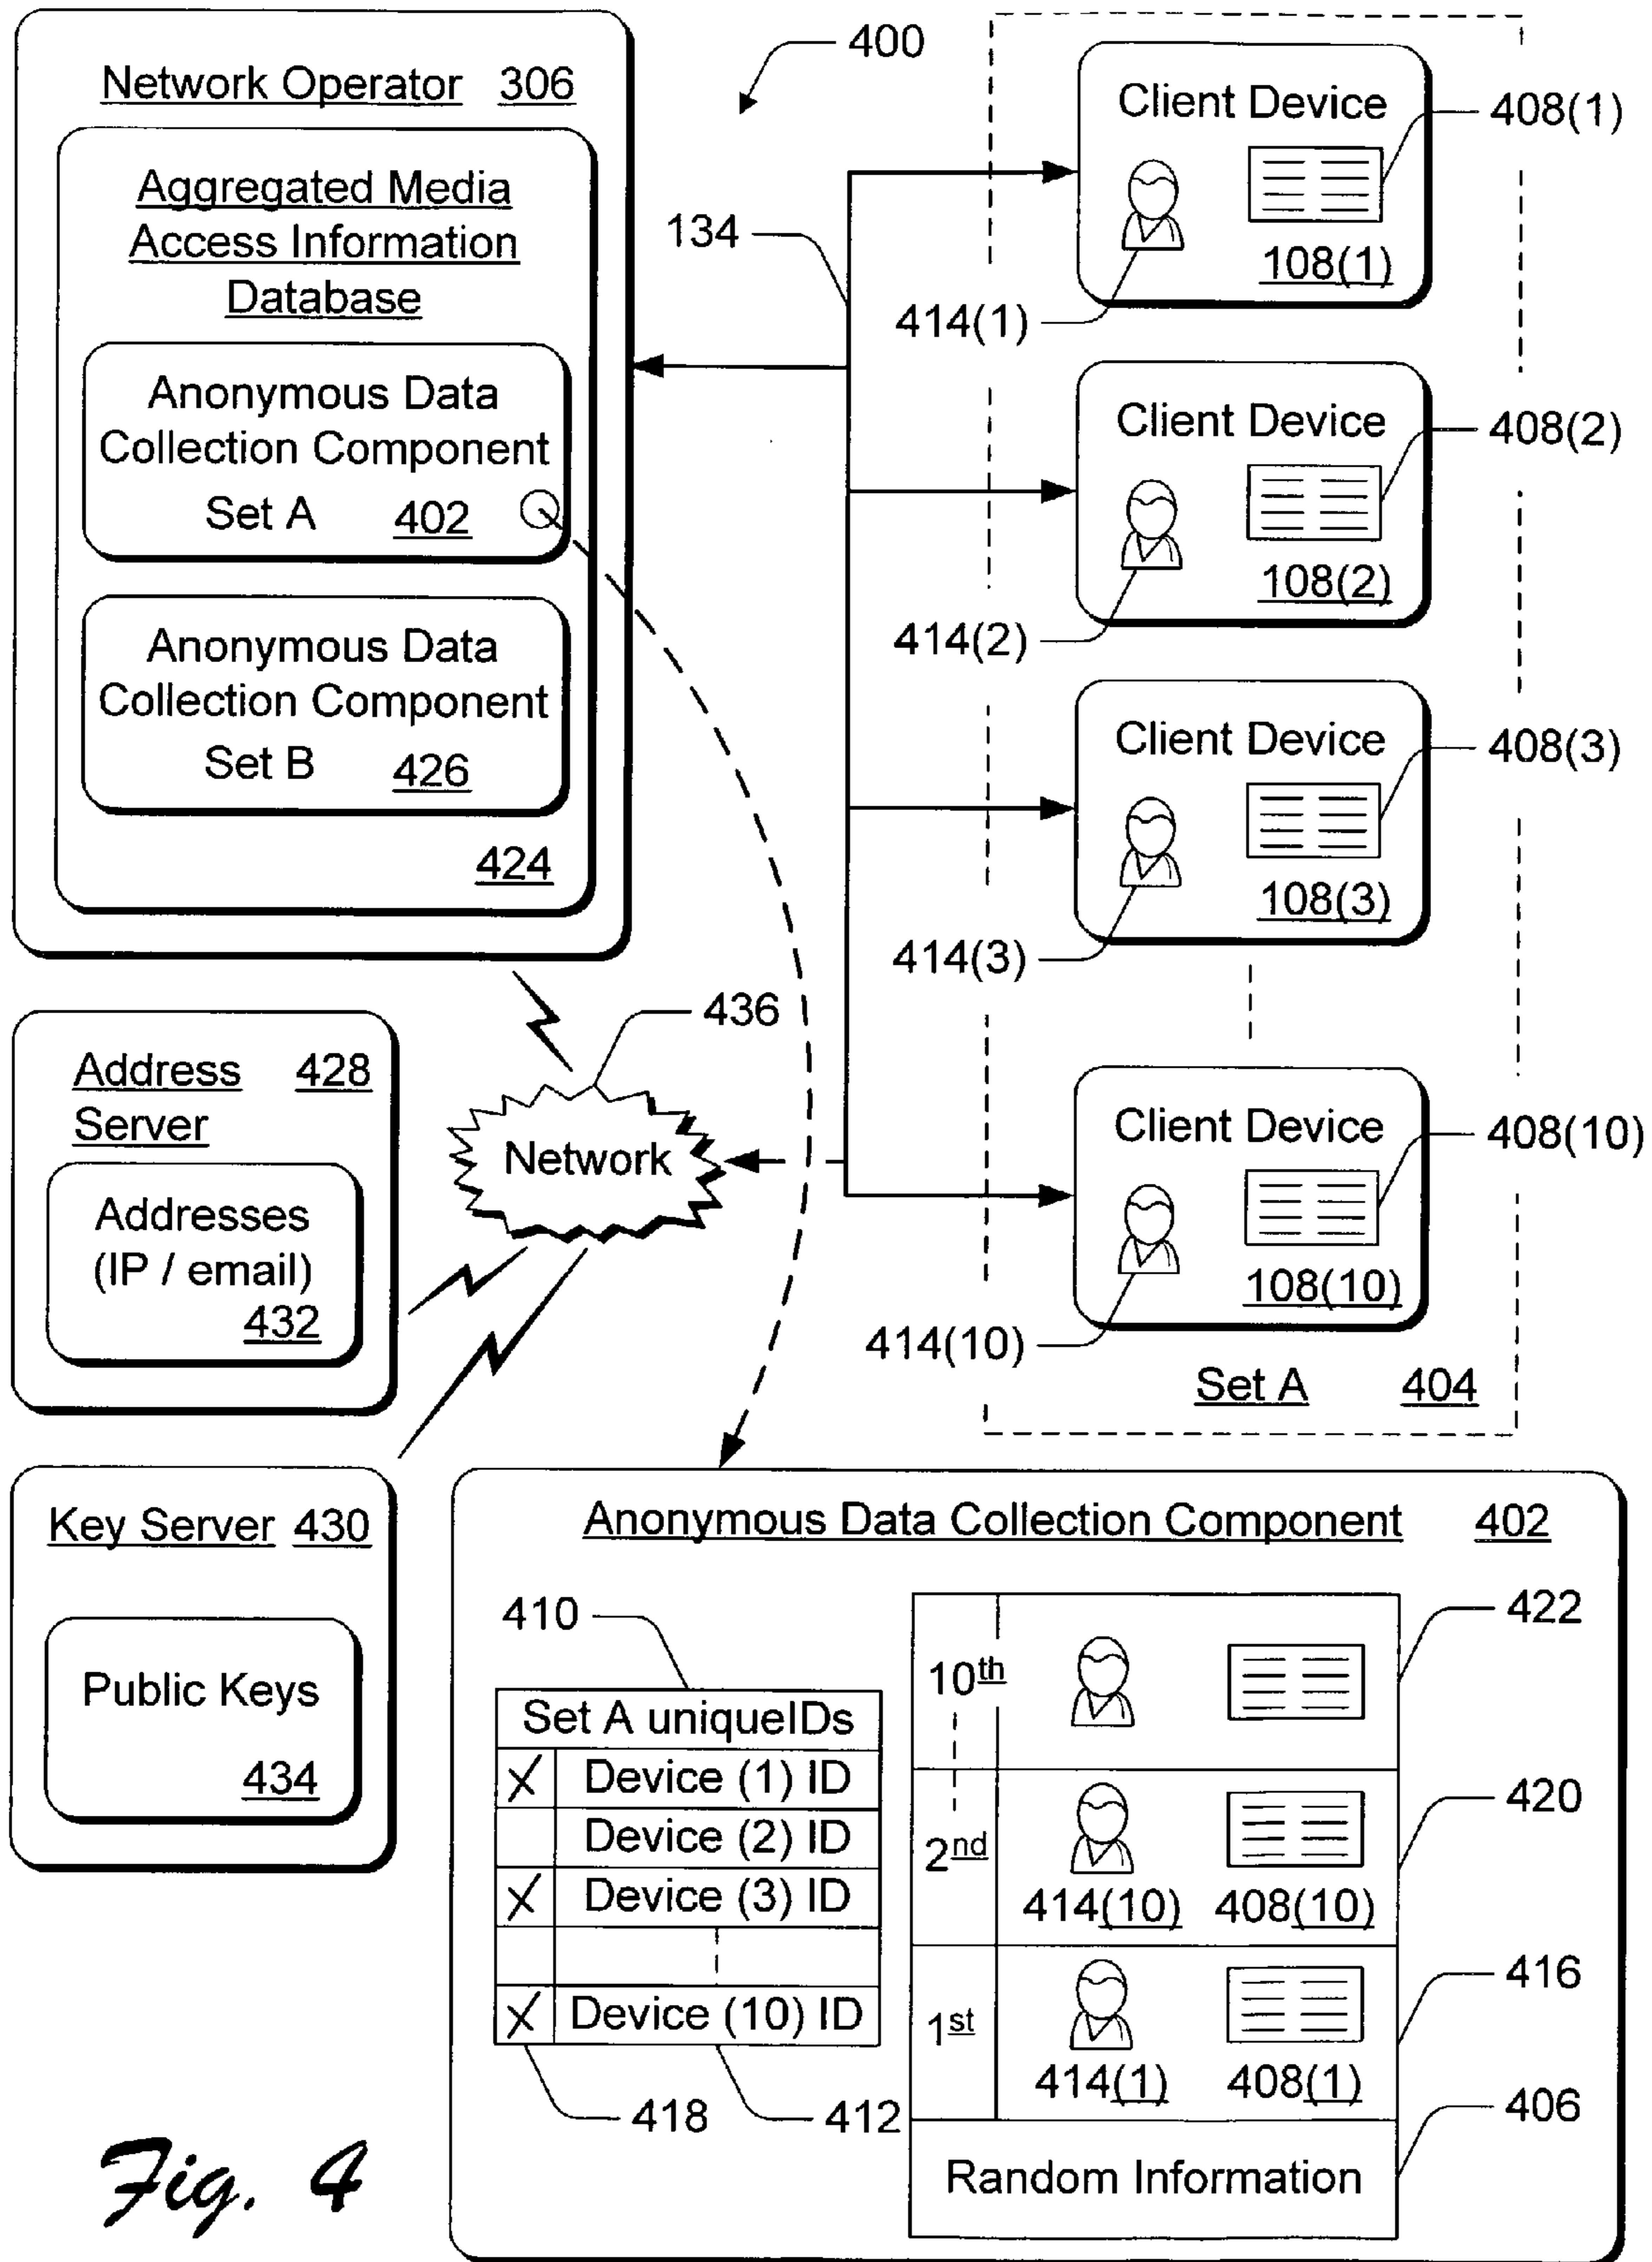 Network Operator 306
Aggregated Media
Access Information
Database
Anonymous Data
Collection Component
Set A 402
Anonymous Data
Collection Component
Set B 426
424
400
134
Client Device
408(1)
108(1)
414(1)
Client Device
408(2)
108(2)
414(2)
Client Device
408(3)
108(3)
414(3)
Client Device
408(10)
108(10)
414(10)
Set A 404
436
Network
Address 428
Server
Addresses
(IP / email)
432
Key Server 430
Public Keys
434
Anonymous Data Collection Component 402
410
Set A uniqueIDs
X Device (1) ID
Device (2) ID
X Device (3) ID
X Device (10) ID
418
412
10th
422
2nd
414(10) 408(10)
420
1st
414(1) 408(1)
416
Random Information
406
Fig. 4